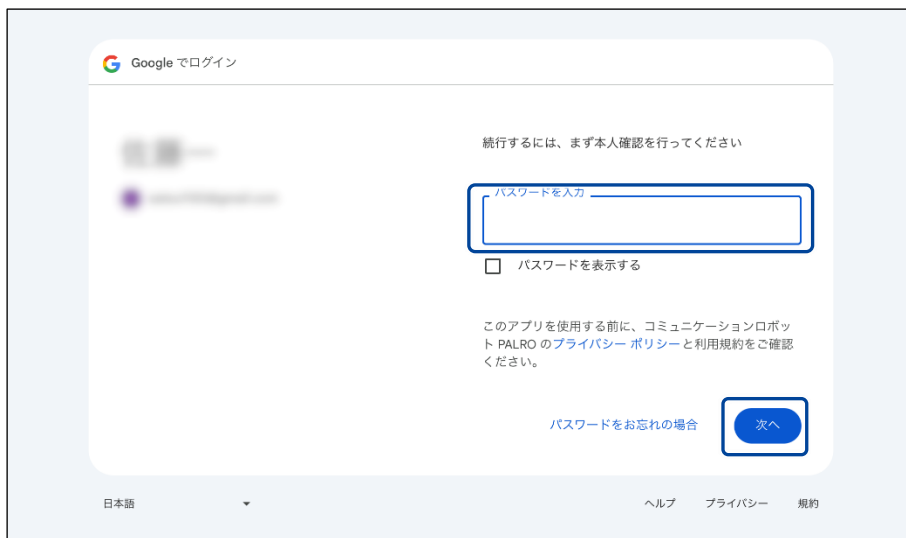 Google でログイン
続行するには、まず本人確認を行ってください
パスワードを入力
パスワードを表示する
このアプリを使用する前に、コミュニケーションロボッ
ト PALRO のプライバシー ポリシーと利用規約をご確認
ください。
パスワードをお忘れの場合
次へ
日本語
ヘルプ プライバシー 規約